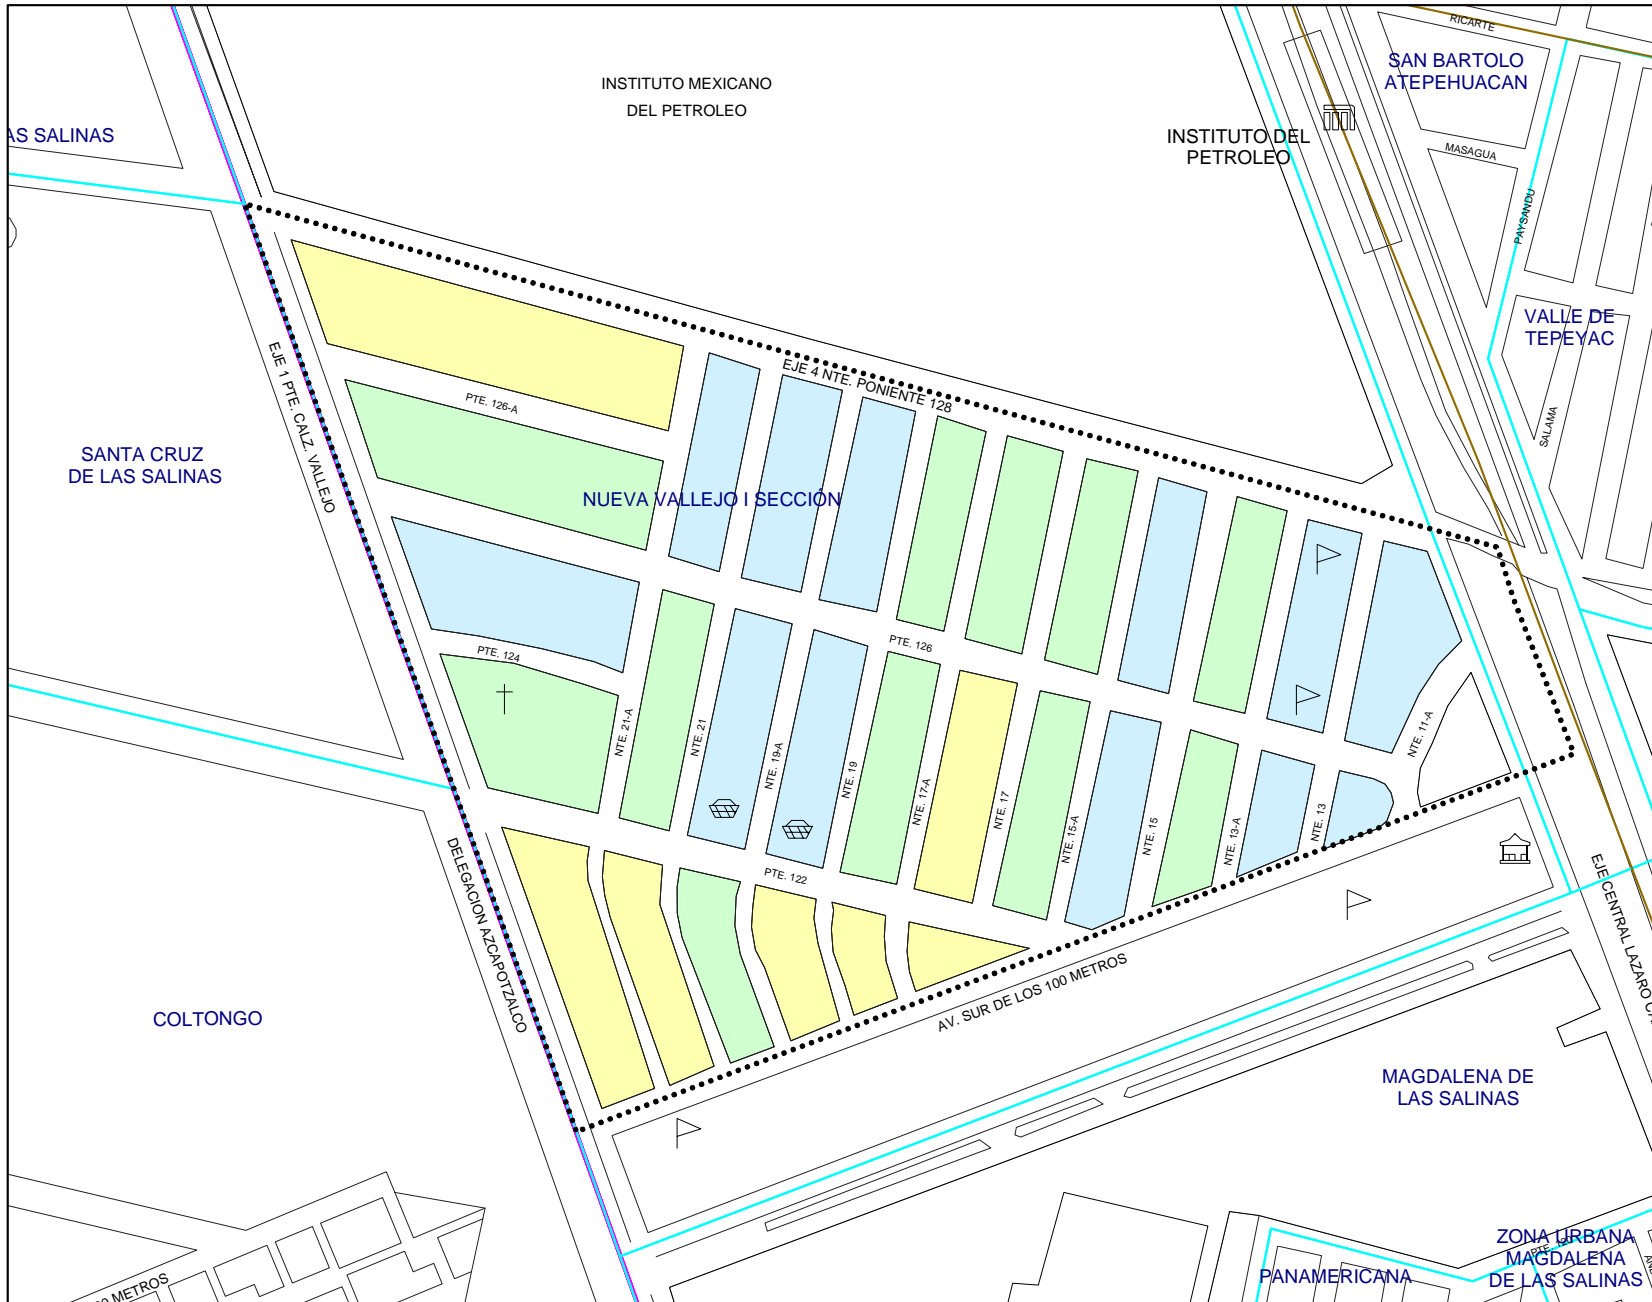 RICARTE
SAN BARTOLO
ATEPEHUACAN
INSTITUTO MEXICANO
DEL PETROLEO
AS SALINAS
INSTITUTO DEL
PETROLEO
MASAGUA
PAYSANDU
VALLE DE
TEPEYAC
EJE 1 PTE. CALZ. VALLEJO
EJE 4 NTE. PONIENTE 128
PTE. 126-A
SALAMA
SANTA CRUZ
DE LAS SALINAS
NUEVA VALLEJO I SECCIÓN
PTE. 126
PTE. 124
NTE. 21-A
NTE. 21
NTE. 19-A
NTE. 19
NTE. 17-A
NTE. 17
NTE. 15-A
NTE. 15
NTE. 13-A
NTE. 13
NTE. 11-A
PTE. 122
DELEGACION AZCAPOTZALCO
EJE CENTRAL LAZARO
AV. SUR DE LOS 100 METROS
COLTONGO
MAGDALENA DE
LAS SALINAS
ZONA URBANA
PTE. 120
MAGDALENA
DE LAS SALINAS
PANAMERICANA
METROS